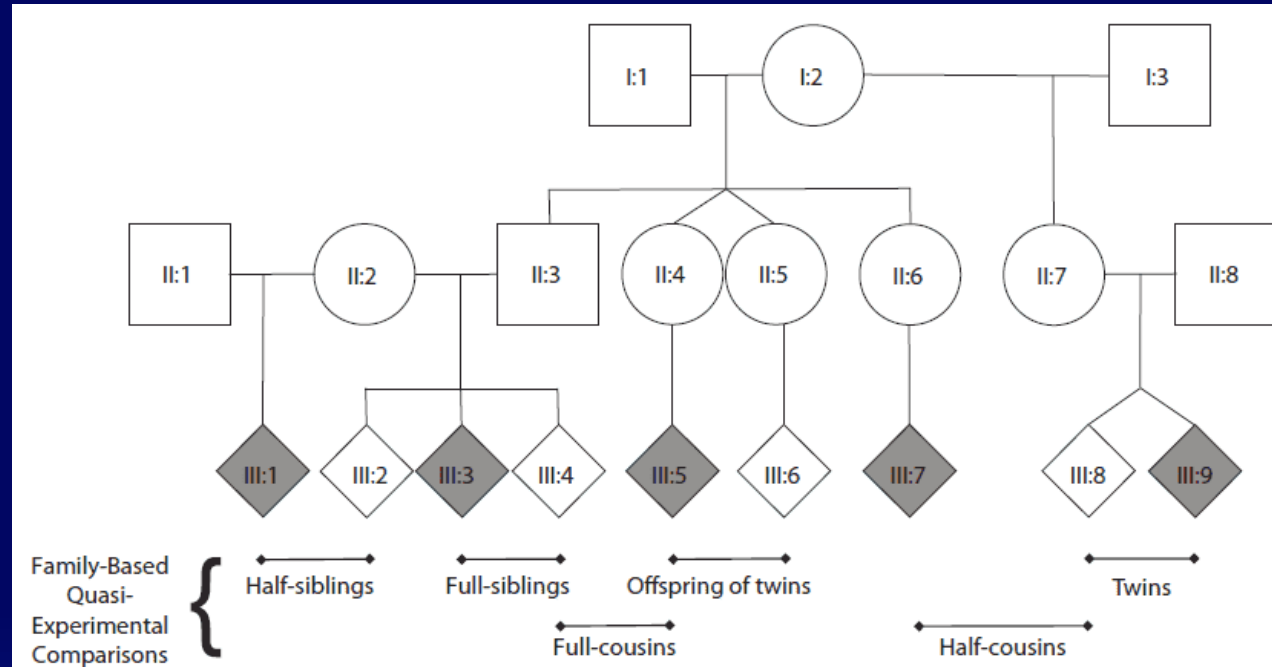 I:1 I:2 I:3
II:1 II:2 II:3 II:4 II:5 II:6 II:7 II:8
III:1 III:2 III:3 III:4 III:5 III:6 III:7 III:8 III:9
Family-Based
Quasi-
Experimental
Comparisons
Half-siblings Full-siblings Offspring of twins Twins
Full-cousins Half-cousins